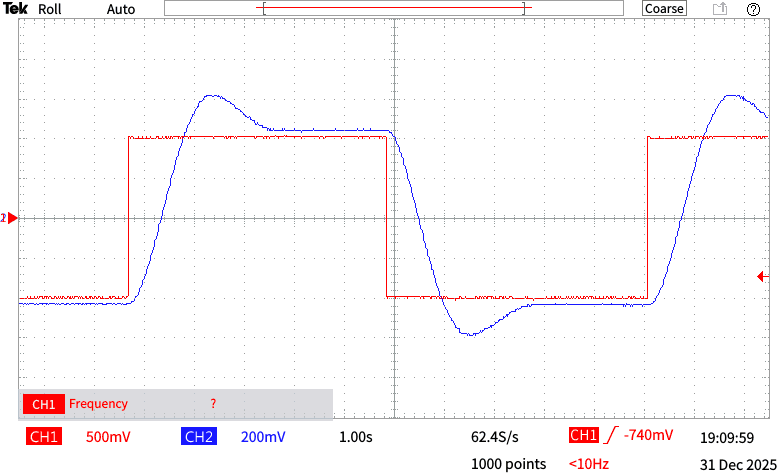 Tek Roll Auto Coarse ?
2
CH1 Frequency ?
CH1 500mV CH2 200mV 1.00s 62.4S/s CH1 -740mV 19:09:59
1000 points <10Hz 31 Dec 2025